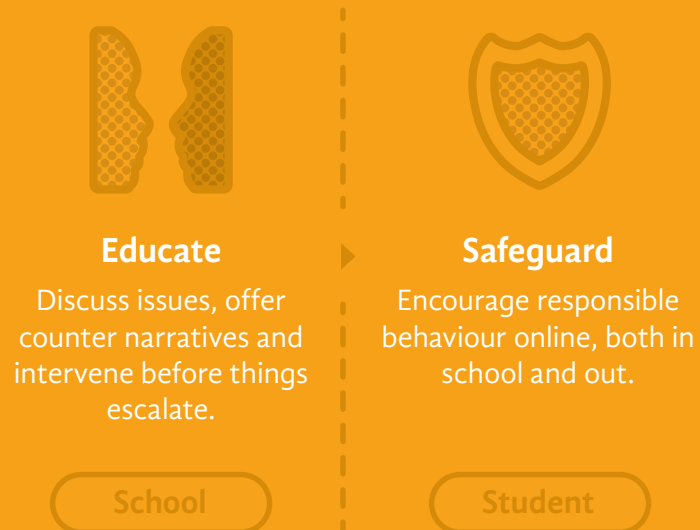 Educate
Discuss issues, offer
counter narratives and
intervene before things
escalate.
School
Safeguard
Encourage responsible
behaviour online, both in
school and out.
Student